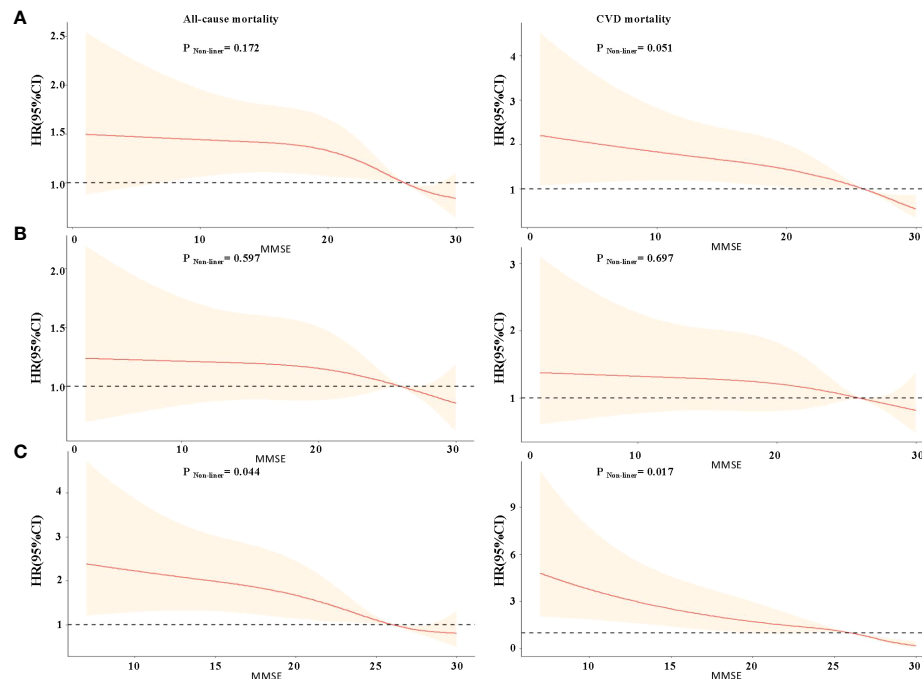 A
All-cause mortality
CVD mortality
P Non-liner= 0.172
P Non-liner= 0.051
HR(95%CI)
2.5
2.0
1.5
1.0
0
10
20
30
MMSE
HR(95%CI)
4
3
2
1
0
10
20
30
MMSE
B
P Non-liner= 0.597
P Non-liner= 0.697
HR(95%CI)
2.0
1.5
1.0
0
10
20
30
MMSE
HR(95%CI)
3
2
1
0
10
20
30
MMSE
C
P Non-liner= 0.044
P Non-liner= 0.017
HR(95%CI)
4
3
2
1
10
15
20
25
30
MMSE
HR(95%CI)
9
6
3
0
10
15
20
25
30
MMSE